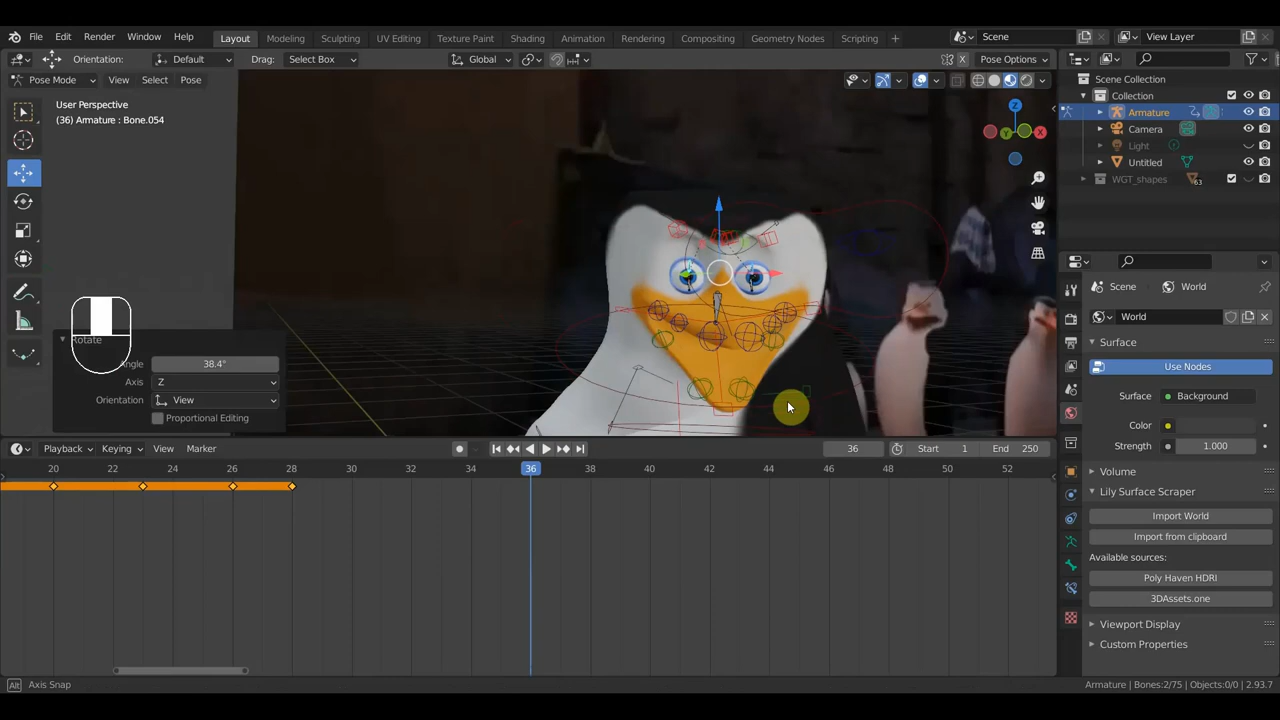 File Edit Render Window Help Layout Modeling Sculpting UV Editing Texture Paint Shading Animation Rendering Compositing Geometry Nodes Scripting + Scene View Layer
Orientation: Default Drag: Select Box Global Pose Options
Pose Mode View Select Pose
User Perspective
(36) Armature : Bone.054
Z
Y
X
Scene Collection
Collection
Armature
Camera
Light
Untitled
WGT_shapes 63
Scene World
World
Surface
Use Nodes
Surface Background
Color
Strength 1.000
Volume
Lily Surface Scraper
Import World
Import from clipboard
Available sources:
Poly Haven HDRI
3DAssets.one
Viewport Display
Custom Properties
Rotate
Angle 38.4°
Axis Z
Orientation View
Proportional Editing
Playback Keying View Marker 36 Start 1 End 250
20 22 24 26 28 30 32 34 36 38 40 42 44 46 48 50 52
Alt Axis Snap Armature | Bones:2/75 | Objects:0/0 | 2.93.7